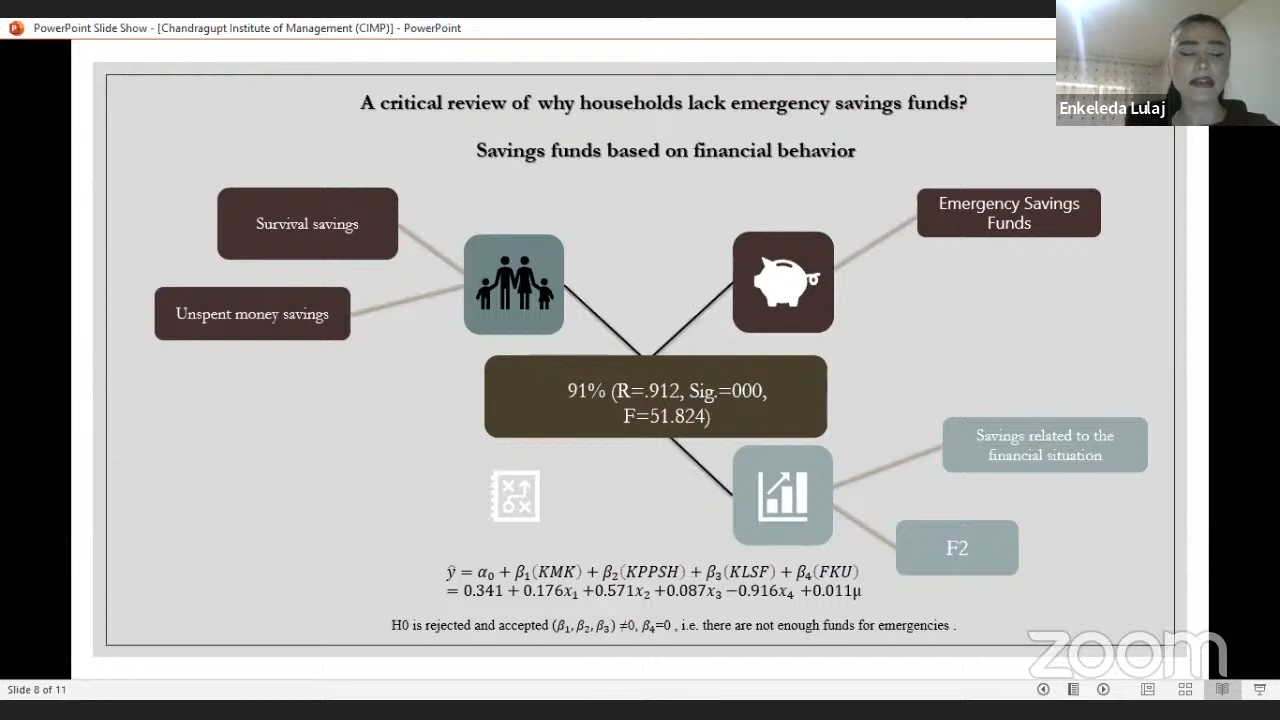 PowerPoint Slide Show - [Chandragupt Institute of Management (CIMP)] - PowerPoint
Enkeleda Lulaj
A critical review of why households lack emergency savings funds?
Savings funds based on financial behavior
Survival savings
Unspent money savings
Emergency Savings
Funds
91% (R=.912, Sig.=000,
F=51.824)
Savings related to the
financial situation
F2
ŷ = α₀ + β₁(KMK) + β₂(KPPSH) + β₃(KLSF) + β₄(FKU)
= 0.341 + 0.176x₁ +0.571x₂ +0.087x₃ −0.916x₄ +0.011μ
H0 is rejected and accepted (β₁, β₂, β₃) ≠0, β₄=0 , i.e. there are not enough funds for emergencies .
zoom
Slide 8 of 11